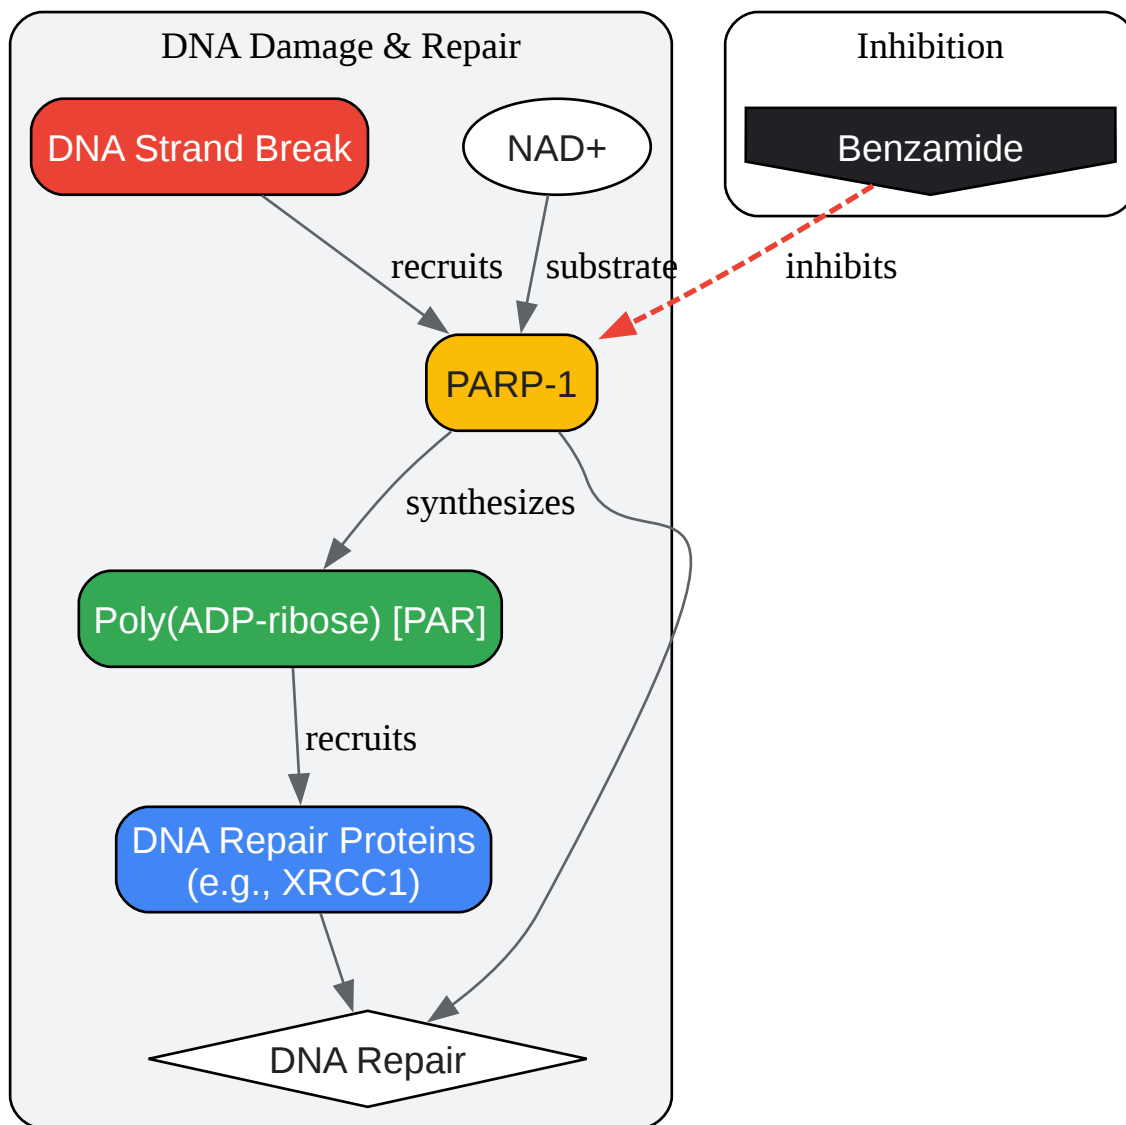 DNA Damage & Repair
Inhibition
DNA Strand Break
NAD+
Benzamide
recruits
substrate
inhibits
PARP-1
synthesizes
Poly(ADP-ribose) [PAR]
recruits
DNA Repair Proteins
(e.g., XRCC1)
DNA Repair